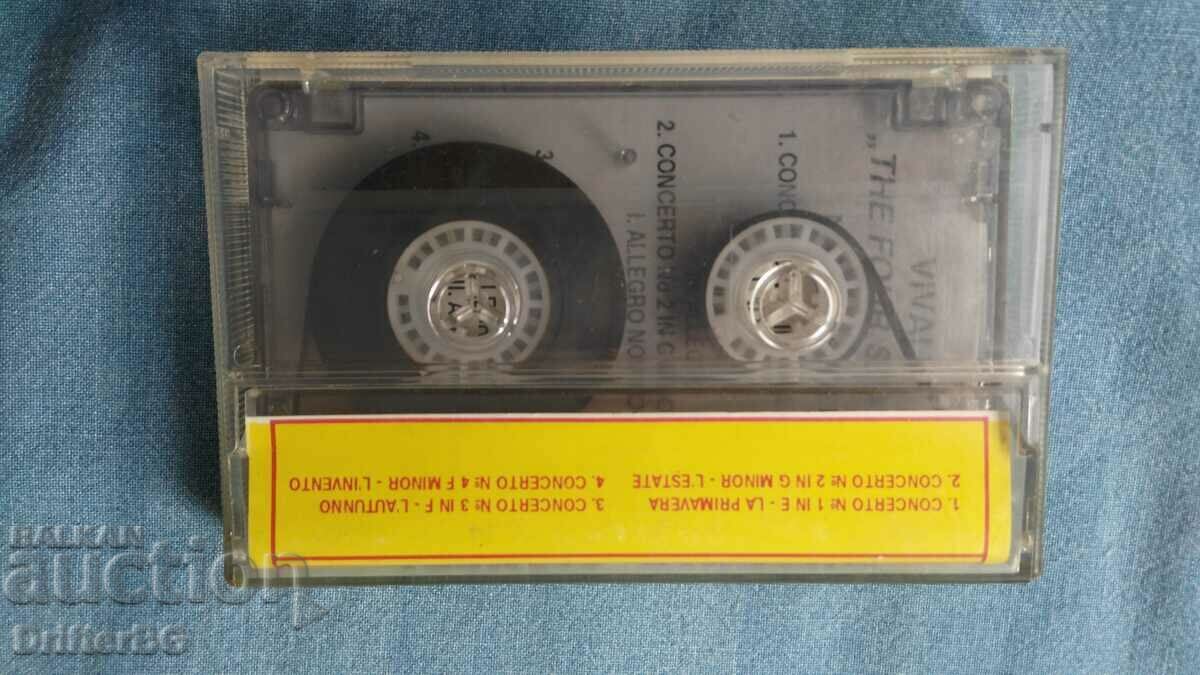 VIVAL
„THE FOUR S
1. CONC
2. CONCERTO No 2 IN G
I. ALLEGRO NO
3.
4.
1. CONCERTO № 1 IN E - LA PRIMAVERA
2. CONCERTO № 2 IN G MINOR - L'ESTATE
3. CONCERTO № 3 IN F - L'AUTUNNO
4. CONCERTO № 4 F MINOR - L'INVENTO
BALKAN
auction
DrifterBG